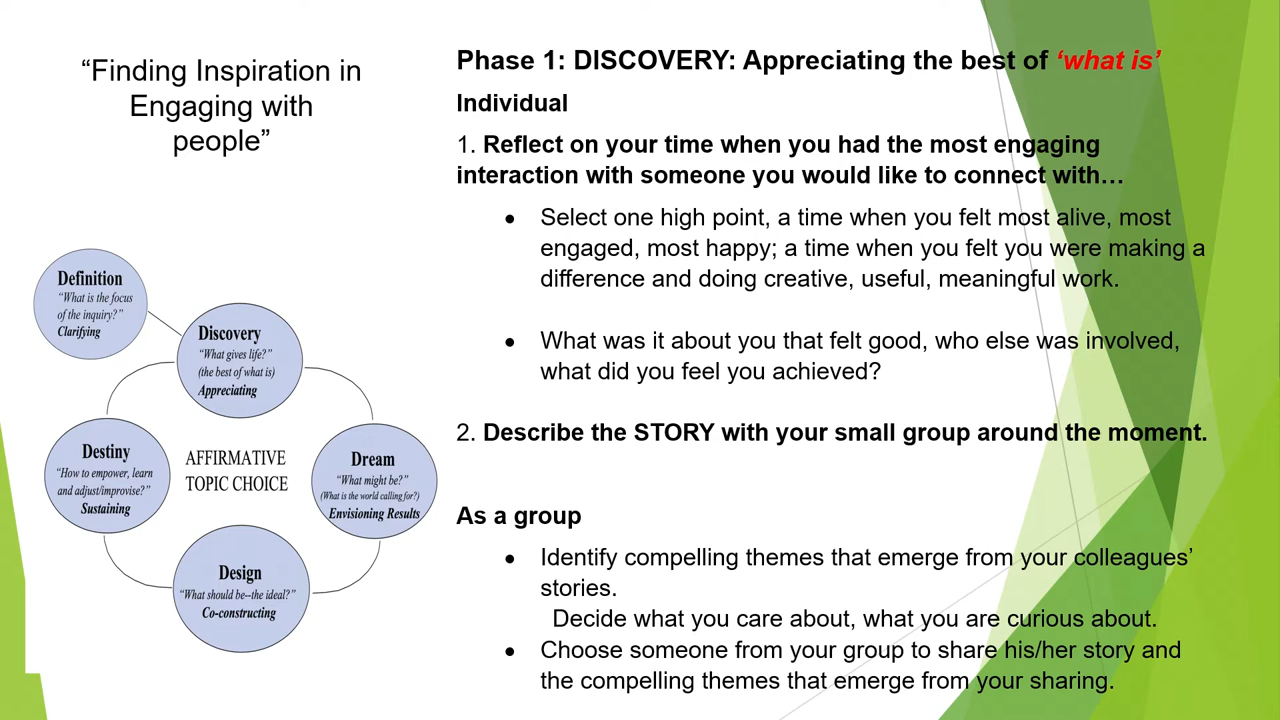 “Finding Inspiration in
Engaging with
people”
Phase 1: DISCOVERY: Appreciating the best of ‘what is’
Individual
1. Reflect on your time when you had the most engaging
interaction with someone you would like to connect with…
• Select one high point, a time when you felt most alive, most
engaged, most happy; a time when you felt you were making a
difference and doing creative, useful, meaningful work.
• What was it about you that felt good, who else was involved,
what did you feel you achieved?
2. Describe the STORY with your small group around the moment.
As a group
• Identify compelling themes that emerge from your colleagues’
stories.
Decide what you care about, what you are curious about.
• Choose someone from your group to share his/her story and
the compelling themes that emerge from your sharing.
Definition
“What is the focus
of the inquiry?”
Clarifying
Discovery
“What gives life?”
(the best of what is)
Appreciating
Destiny
“How to empower, learn
and adjust/improvise?”
Sustaining
AFFIRMATIVE
TOPIC CHOICE
Dream
“What might be?”
(What is the world calling for?)
Envisioning Results
Design
“What should be--the ideal?”
Co-constructing